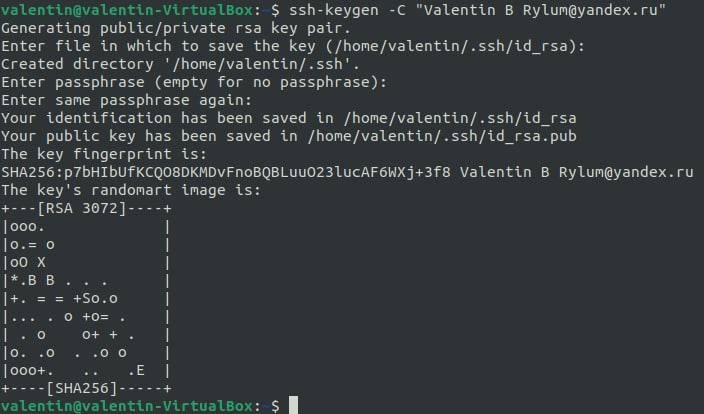 valentin@valentin-VirtualBox:~$ ssh-keygen -C "Valentin B Rylum@yandex.ru"
Generating public/private rsa key pair.
Enter file in which to save the key (/home/valentin/.ssh/id_rsa):
Created directory '/home/valentin/.ssh'.
Enter passphrase (empty for no passphrase):
Enter same passphrase again:
Your identification has been saved in /home/valentin/.ssh/id_rsa
Your public key has been saved in /home/valentin/.ssh/id_rsa.pub
The key fingerprint is:
SHA256:p7bHIbUfKCQO8DKMDvFnoBQBLuuO23lucAF6WXj+3f8 Valentin B Rylum@yandex.ru
The key's randomart image is:
+---[RSA 3072]----+
|ooo.             |
|o.= o            |
|oO X             |
|*.B B . . .      |
|+. = = +So.o     |
|... . o +o= .    |
| . o    o+ + .   |
|o. .o  . .o o    |
|ooo+.   ..   .E  |
+----[SHA256]-----+
valentin@valentin-VirtualBox:~$